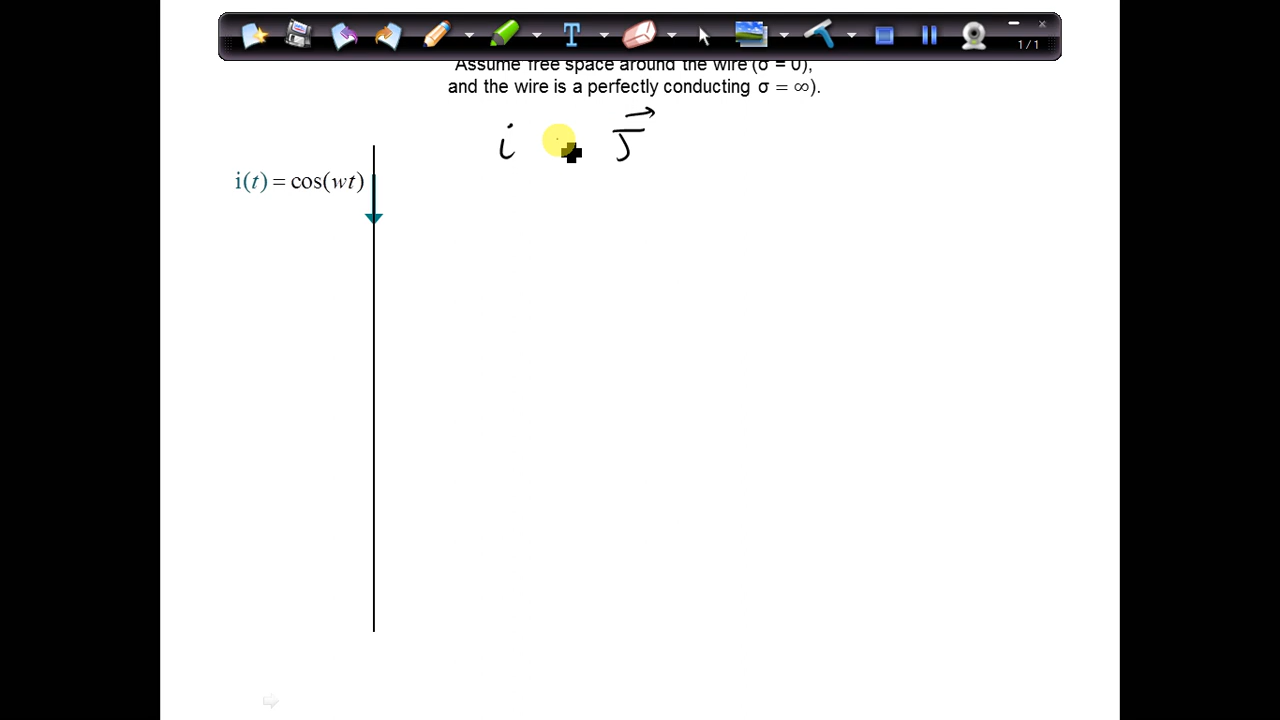 1/1
Assume free space around the wire (σ = 0),
and the wire is a perfectly conducting σ = ∞).
i J⃗
i(t) = cos(wt)